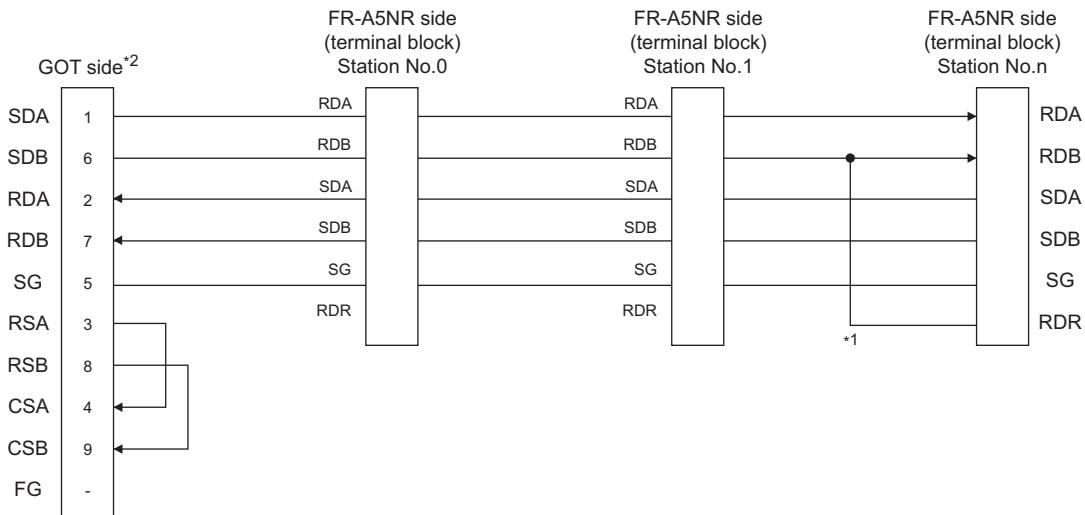 FR-A5NR side
(terminal block)
Station No.0
FR-A5NR side
(terminal block)
Station No.1
FR-A5NR side
(terminal block)
Station No.n
GOT side*2
SDA 1 RDA RDA RDA
SDB 6 RDB RDB RDB
RDA 2 SDA SDA SDA
RDB 7 SDB SDB SDB
SG 5 SG SG SG
RSA 3 RDR RDR RDR
*1
RSB 8
CSA 4
CSB 9
FG -